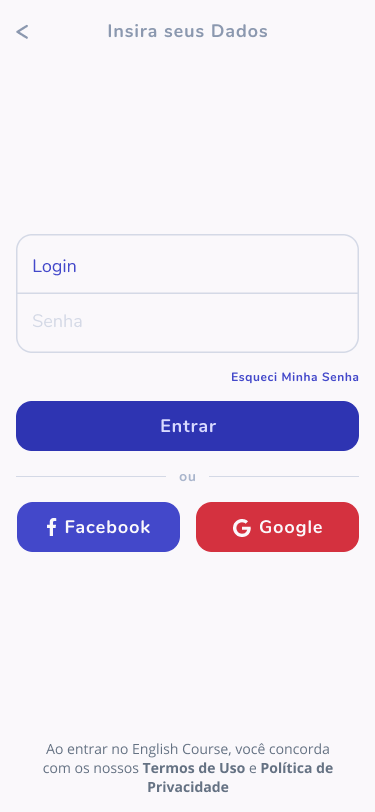 Insira seus Dados
Login
Senha
Esqueci Minha Senha
Entrar
ou
Facebook
Google
Ao entrar no English Course, você concorda
com os nossos Termos de Uso e Política de
Privacidade